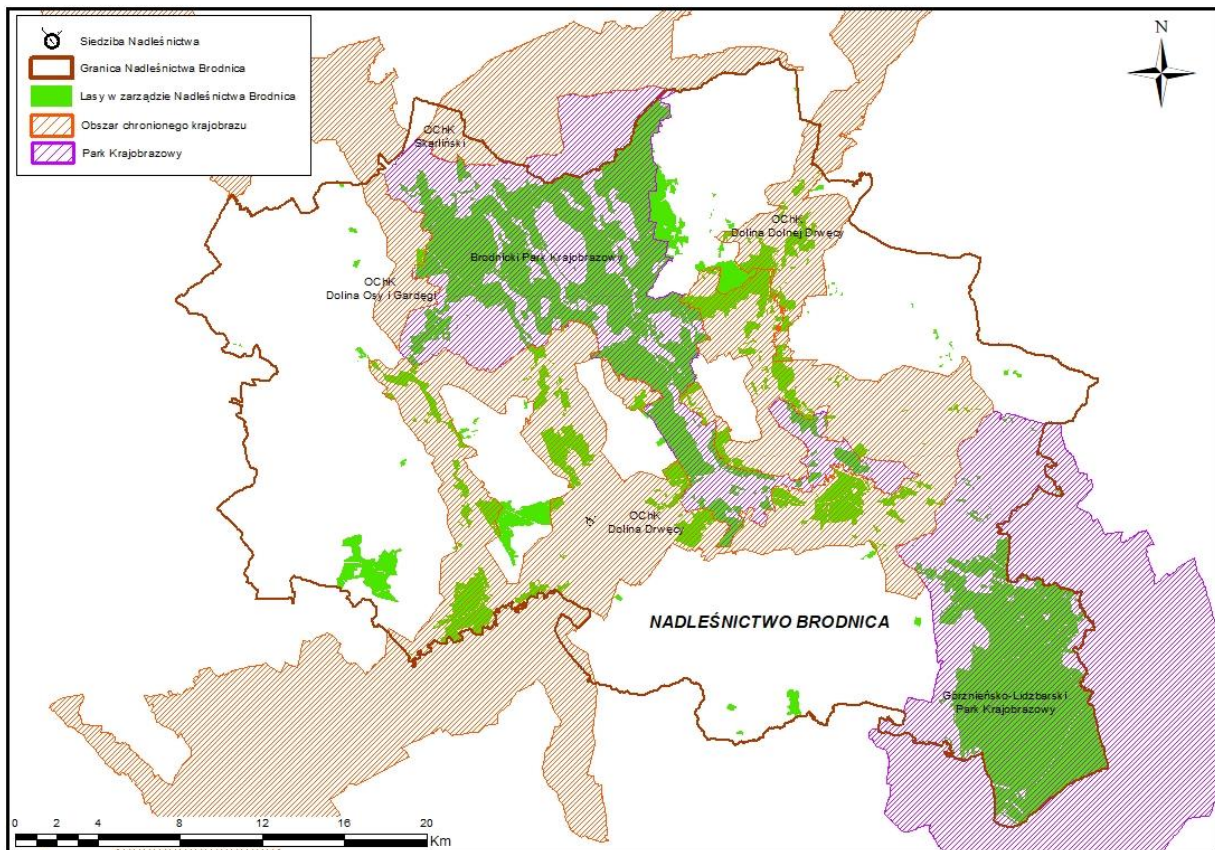 Siedziba Nadleśnictwa
Granica Nadleśnictwa Brodnica
Lasy w zarządzie Nadleśnictwa Brodnica
Obszar chronionego krajobrazu
Park Krajobrazowy
N
OChK
Skarliński
OChK
Dolina Dolnej Drwęcy
Brodnicki Park Krajobrazowy
OChK
Dolina Osy i Gardęgi
OChK
Dolina Drwęcy
NADLEŚNICTWO BRODNICA
Górznieńsko-Lidzbarski
Park Krajobrazowy
0 2 4 8 12 16 20
Km